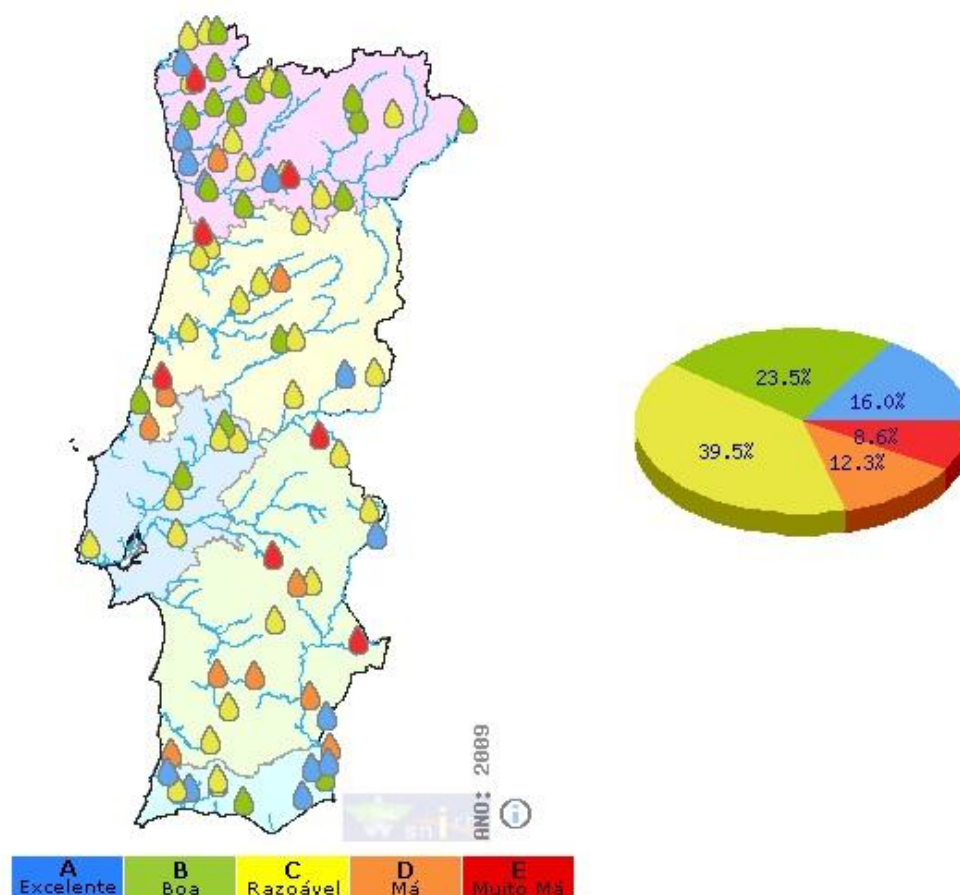 23.5%
16.0%
8.6%
39.5%
12.3%
ANO: 2009
A
Excelente
B
Boa
C
Razoável
D
Má
E
Muito Má